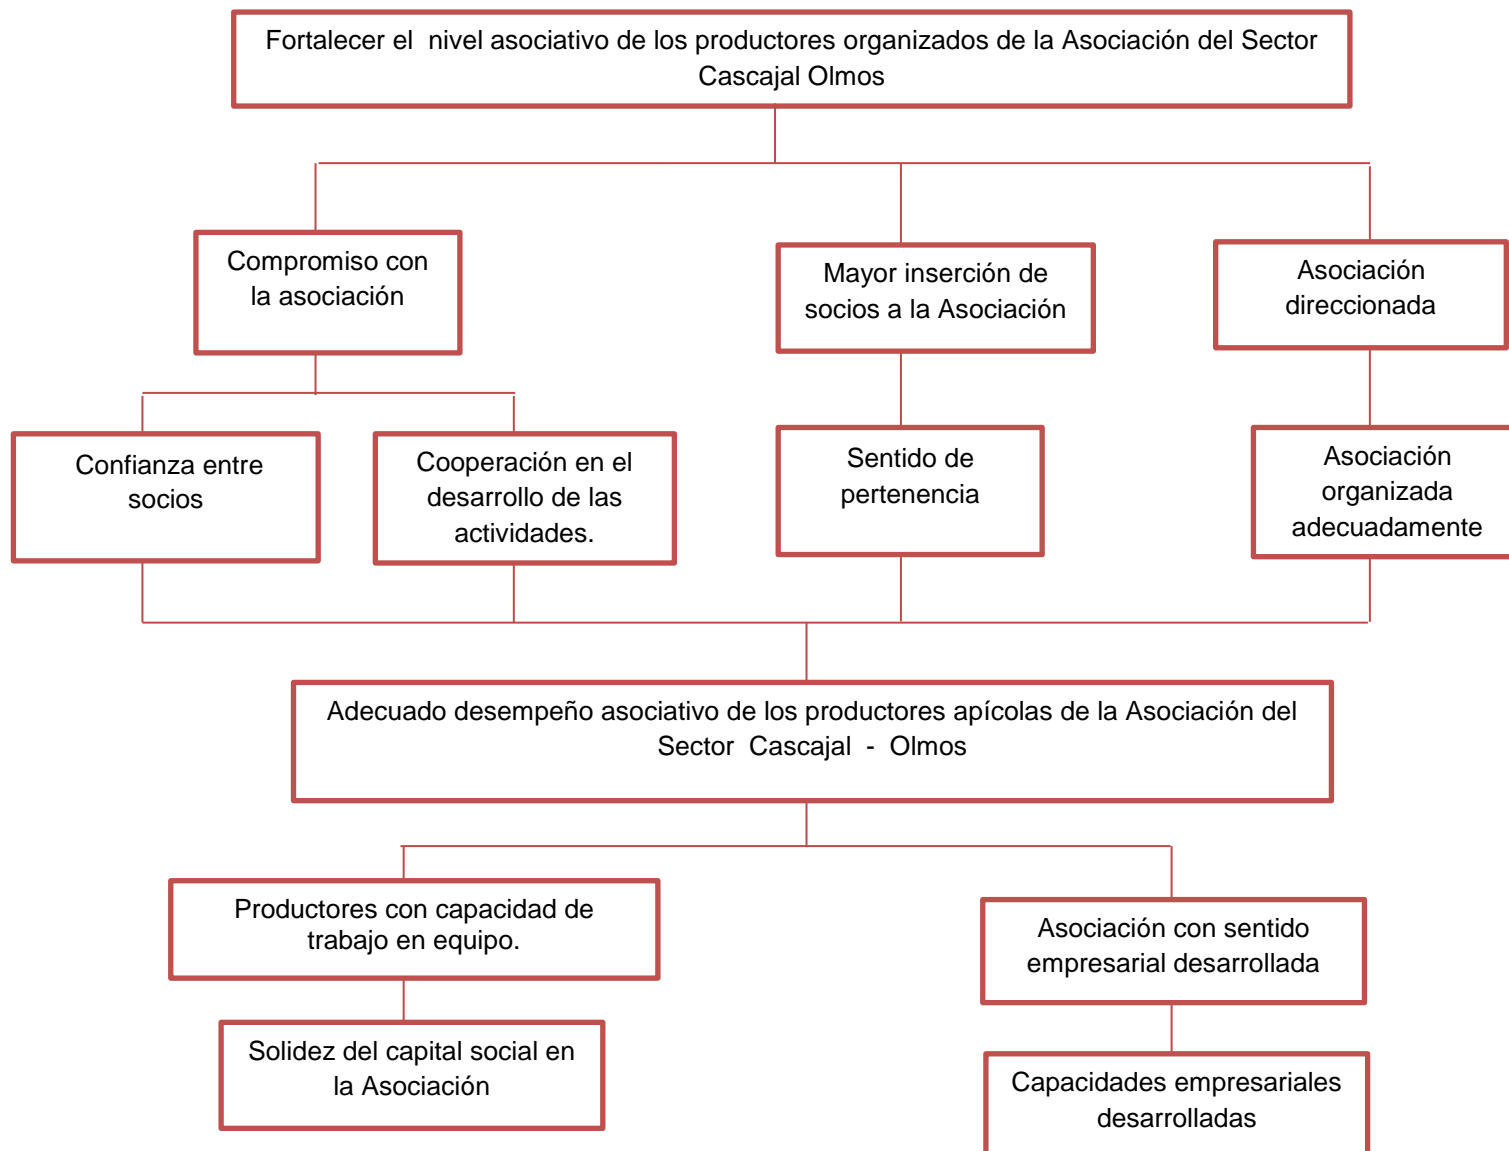 Fortalecer el nivel asociativo de los productores organizados de la Asociación del Sector
Cascajal Olmos
Compromiso con
la asociación
Mayor inserción de
socios a la Asociación
Asociación
direccionada
Confianza entre
socios
Cooperación en el
desarrollo de las
actividades.
Sentido de
pertenencia
Asociación
organizada
adecuadamente
Adecuado desempeño asociativo de los productores apícolas de la Asociación del
Sector Cascajal - Olmos
Productores con capacidad de
trabajo en equipo.
Asociación con sentido
empresarial desarrollada
Solidez del capital social en
la Asociación
Capacidades empresariales
desarrolladas